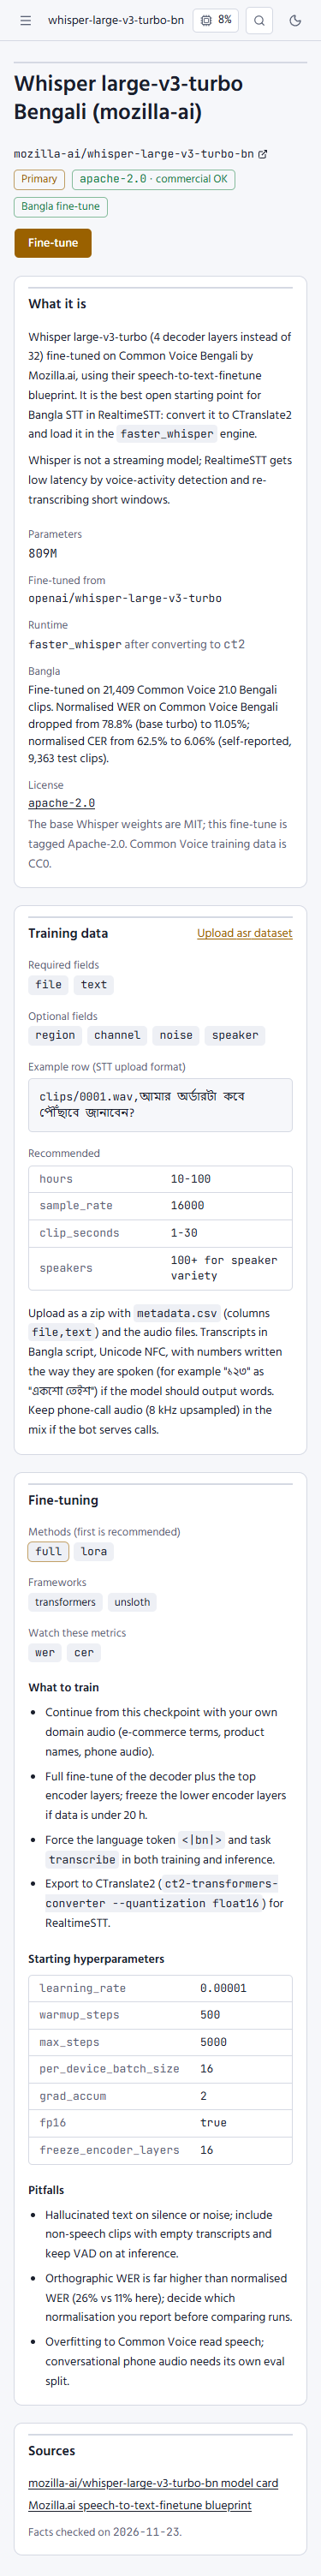 whisper-large-v3-turbo-bn 8%
Whisper large-v3-turbo
Bengali (mozilla-ai)
mozilla-ai/whisper-large-v3-turbo-bn
Primary apache-2.0 · commercial OK
Bangla fine-tune
Fine-tune
What it is
Whisper large-v3-turbo (4 decoder layers instead of
32) fine-tuned on Common Voice Bengali by
Mozilla.ai, using their speech-to-text-finetune
blueprint. It is the best open starting point for
Bangla STT in RealtimeSTT: convert it to CTranslate2
and load it in the faster_whisper engine.
Whisper is not a streaming model; RealtimeSTT gets
low latency by voice-activity detection and re-
transcribing short windows.
Parameters
809M
Fine-tuned from
openai/whisper-large-v3-turbo
Runtime
faster_whisper after converting to ct2
Bangla
Fine-tuned on 21,409 Common Voice 21.0 Bengali
clips. Normalised WER on Common Voice Bengali
dropped from 78.8% (base turbo) to 11.05%;
normalised CER from 62.5% to 6.06% (self-reported,
9,363 test clips).
License
apache-2.0
The base Whisper weights are MIT; this fine-tune is
tagged Apache-2.0. Common Voice training data is
CC0.
Training data Upload asr dataset
Required fields
file text
Optional fields
region channel noise speaker
Example row (STT upload format)
clips/0001.wav,আমার অর্ডারটা কবে
পৌঁছাবে জানাবেন?
Recommended
hours 10-100
sample_rate 16000
clip_seconds 1-30
speakers 100+ for speaker
variety
Upload as a zip with metadata.csv (columns
file,text) and the audio files. Transcripts in
Bangla script, Unicode NFC, with numbers written
the way they are spoken (for example "১২৩" as
"একশো তেইশ") if the model should output words.
Keep phone-call audio (8 kHz upsampled) in the
mix if the bot serves calls.
Fine-tuning
Methods (first is recommended)
full lora
Frameworks
transformers unsloth
Watch these metrics
wer cer
What to train
• Continue from this checkpoint with your own
domain audio (e-commerce terms, product
names, phone audio).
• Full fine-tune of the decoder plus the top
encoder layers; freeze the lower encoder layers
if data is under 20 h.
• Force the language token <|bn|> and task
transcribe in both training and inference.
• Export to CTranslate2 (ct2-transformers-
converter --quantization float16) for
RealtimeSTT.
Starting hyperparameters
learning_rate 0.00001
warmup_steps 500
max_steps 5000
per_device_batch_size 16
grad_accum 2
fp16 true
freeze_encoder_layers 16
Pitfalls
• Hallucinated text on silence or noise; include
non-speech clips with empty transcripts and
keep VAD on at inference.
• Orthographic WER is far higher than normalised
WER (26% vs 11% here); decide which
normalisation you report before comparing runs.
• Overfitting to Common Voice read speech;
conversational phone audio needs its own eval
split.
Sources
mozilla-ai/whisper-large-v3-turbo-bn model card
Mozilla.ai speech-to-text-finetune blueprint
Facts checked on 2026-11-23.